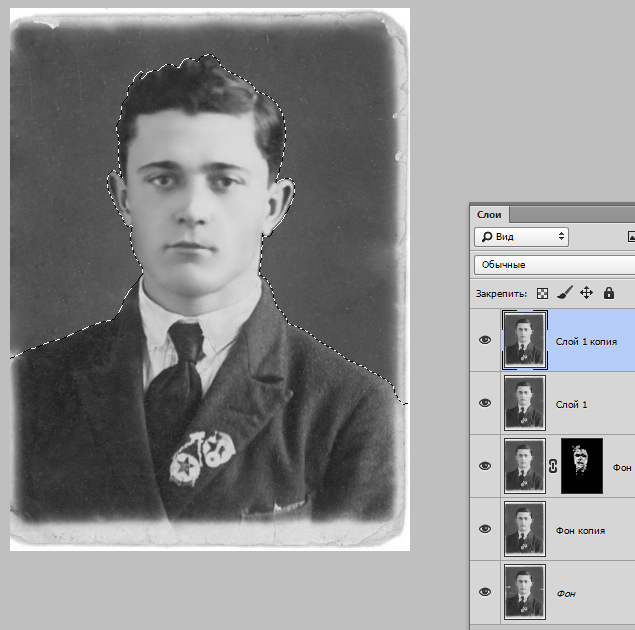 Слои
Вид
Обычные
Закрепить:
Слой 1 копия
Слой 1
Фон
Фон копия
Фон